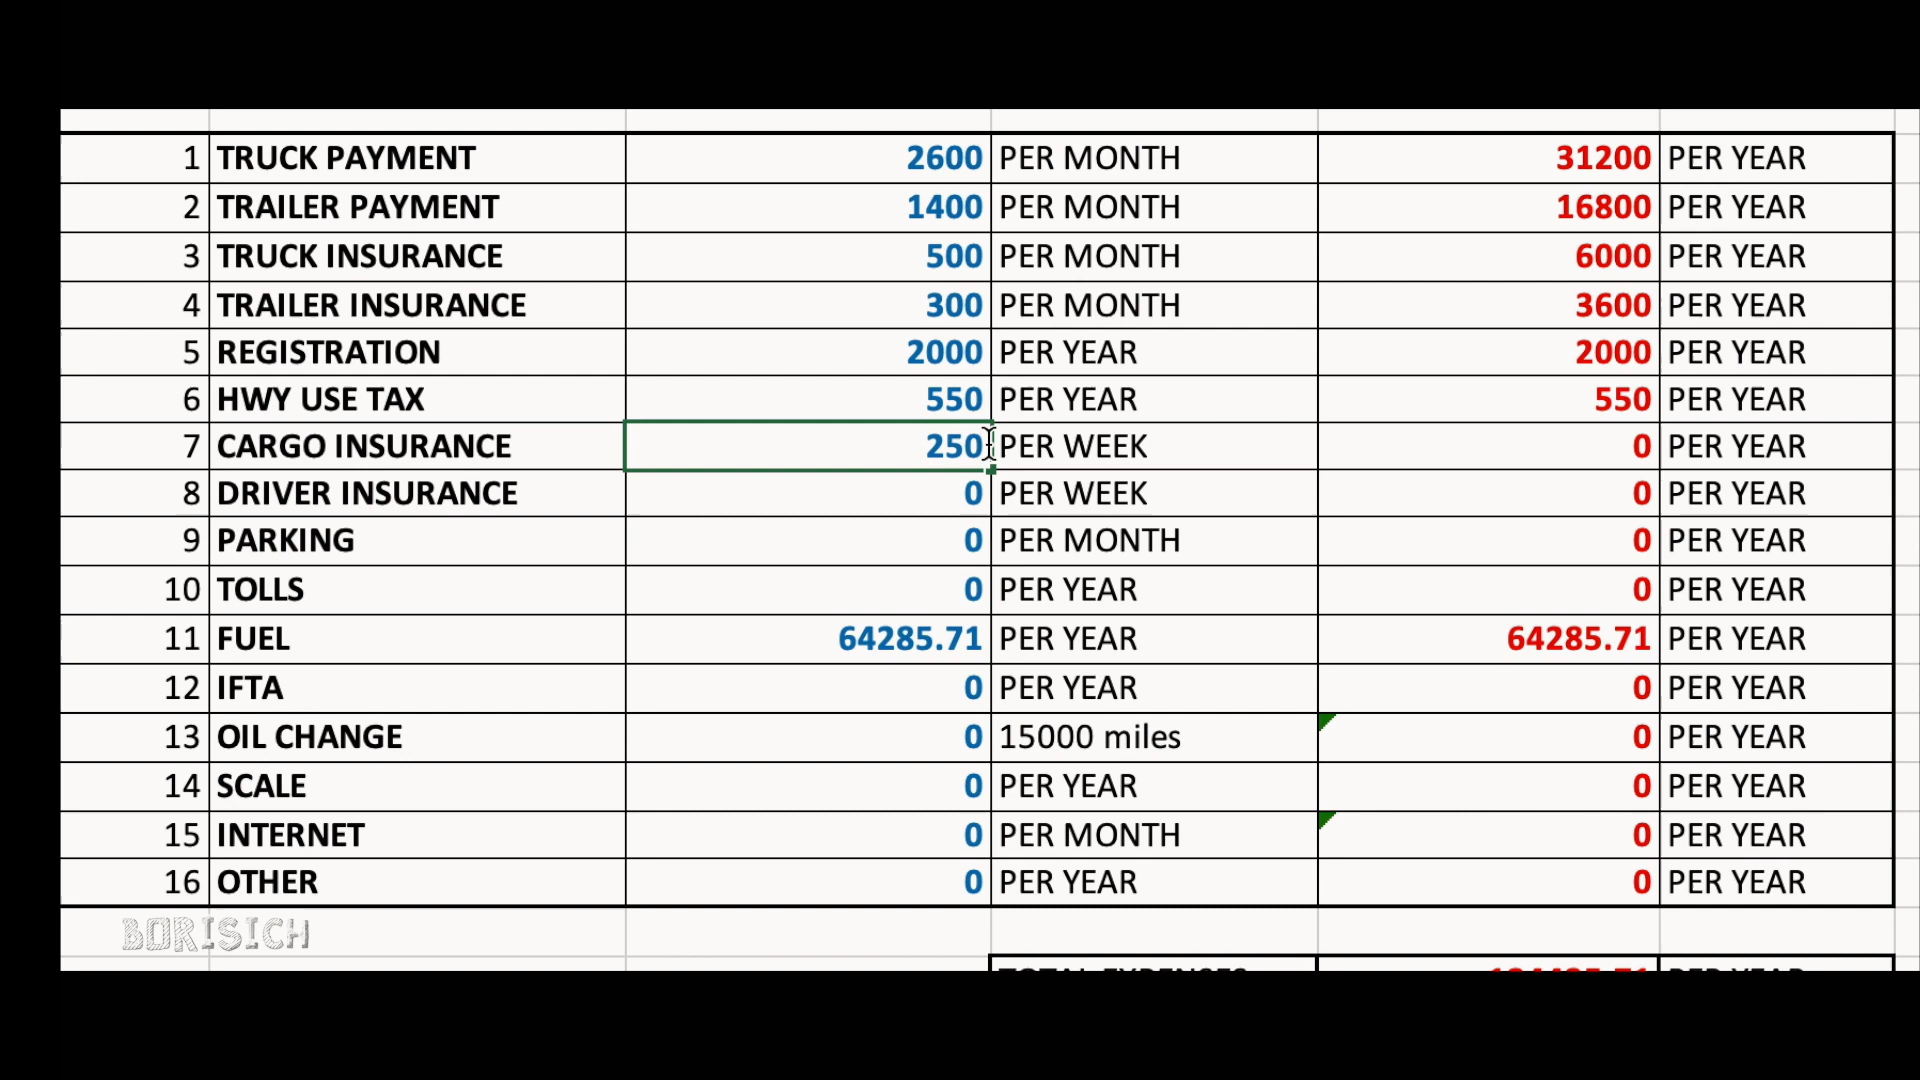 1 TRUCK PAYMENT 2600 PER MONTH 31200 PER YEAR
2 TRAILER PAYMENT 1400 PER MONTH 16800 PER YEAR
3 TRUCK INSURANCE 500 PER MONTH 6000 PER YEAR
4 TRAILER INSURANCE 300 PER MONTH 3600 PER YEAR
5 REGISTRATION 2000 PER YEAR 2000 PER YEAR
6 HWY USE TAX 550 PER YEAR 550 PER YEAR
7 CARGO INSURANCE 250 PER WEEK 0 PER YEAR
8 DRIVER INSURANCE 0 PER WEEK 0 PER YEAR
9 PARKING 0 PER MONTH 0 PER YEAR
10 TOLLS 0 PER YEAR 0 PER YEAR
11 FUEL 64285.71 PER YEAR 64285.71 PER YEAR
12 IFTA 0 PER YEAR 0 PER YEAR
13 OIL CHANGE 0 15000 miles 0 PER YEAR
14 SCALE 0 PER YEAR 0 PER YEAR
15 INTERNET 0 PER MONTH 0 PER YEAR
16 OTHER 0 PER YEAR 0 PER YEAR
BORISICH
TOTAL EXPENSES PER YEAR